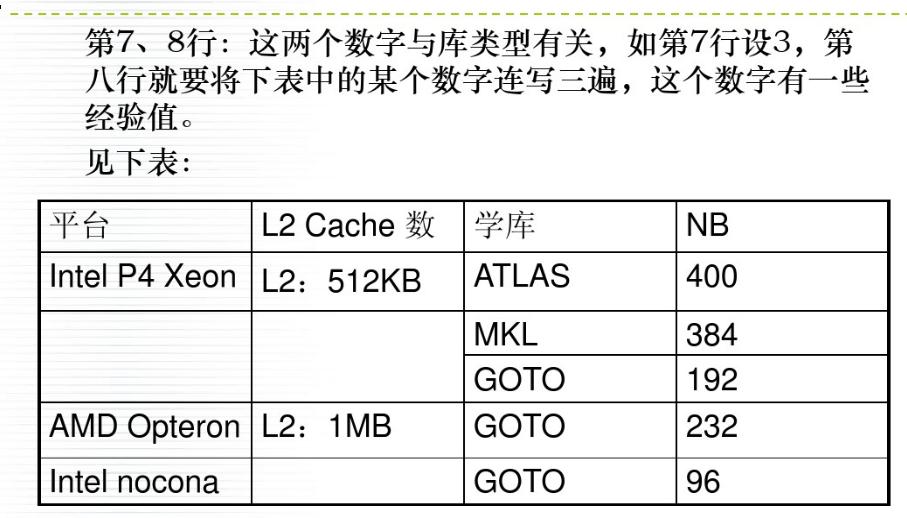 第7、8行：这两个数字与库类型有关，如第7行设3，第
八行就要将下表中的某个数字连写三遍，这个数字有一些
经验值。
见下表：
平台 L2 Cache 数 学库 NB
Intel P4 Xeon L2：512KB ATLAS 400
MKL 384
GOTO 192
AMD Opteron L2：1MB GOTO 232
Intel nocona GOTO 96